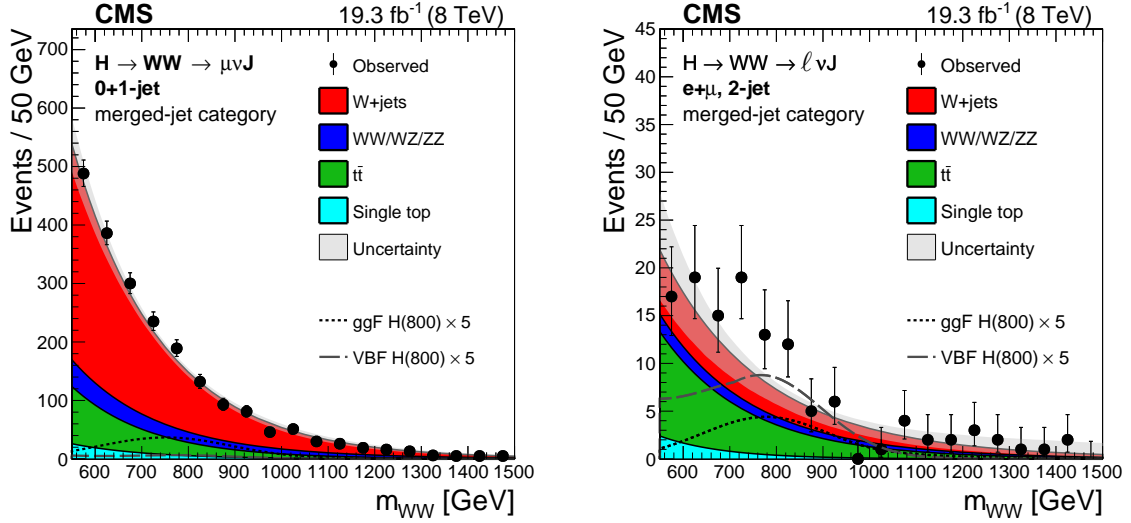 CMS
19.3 fb⁻¹ (8 TeV)
H → WW → μνJ
0+1-jet
merged-jet category
Observed
W+jets
WW/WZ/ZZ
tt̄
Single top
Uncertainty
ggF H(800) × 5
VBF H(800) × 5
Events / 50 GeV
700
600
500
400
300
200
100
0
600 700 800 900 1000 1100 1200 1300 1400 1500
m_WW [GeV]
CMS
19.3 fb⁻¹ (8 TeV)
H → WW → ℓνJ
e+μ, 2-jet
merged-jet category
Observed
W+jets
WW/WZ/ZZ
tt̄
Single top
Uncertainty
ggF H(800) × 5
VBF H(800) × 5
Events / 50 GeV
45
40
35
30
25
20
15
10
5
0
600 700 800 900 1000 1100 1200 1300 1400 1500
m_WW [GeV]